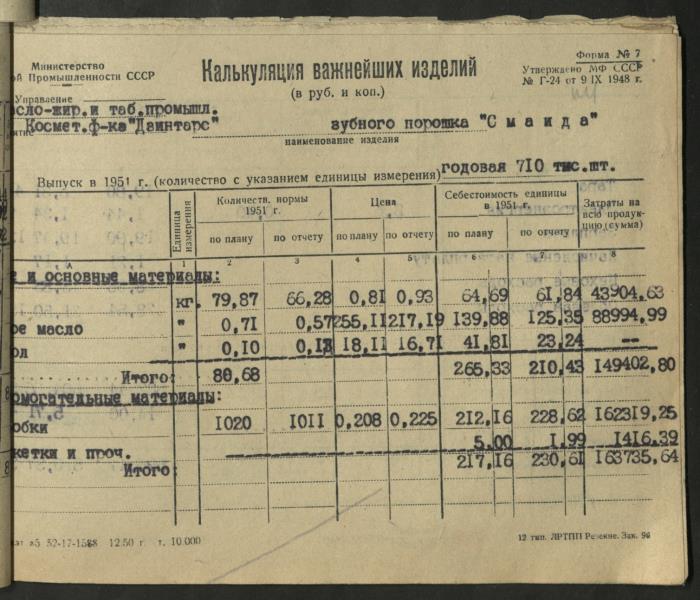 Форма № 7
Министерство
ой Промышленности СССР
Калькуляция важнейших изделий
Утверждено МФ СССР
№ Г-24 от 9 IX 1948 г.
(в руб. и коп.)
Управление
асло-жир.и таб.промышл.
Космет.ф-ка"Дзинтарс"
зубного порошка "С м а и д а"
наименование изделия
Выпуск в 1951 г. (количество с указанием единицы измерения) годовая 710 тыс.шт.
Единица измерения Количеств. нормы 1951 г. Цена Себестоимость единицы в 1951 г. Затраты на всю продукцию (сумма)
по плану по отчету по плану по отчету по плану по отчету
А 1 2 3 4 5 6 7 8
е и основные материалы:
кг. 79,87 66,28 0,81 0,93 64,69 61,84 43904,63
ое масло " 0,71 0,57 255,11 217,19 139,88 125,35 88994,99
ол " 0,10 18,11 16,71 41,81 23,24 --
Итого: 80,68 265,33 210,43 149402,80
омогательные материалы:
обки 1020 1011 0,208 0,225 212,16 228,62 162319,25
5.00 1,99 1416.39
кетки и проч.
Итого: 217,16 230,61 163735,64
12.50 г. т. 10.000
12 тип. ЛРТПП Резекне. Зак. 96